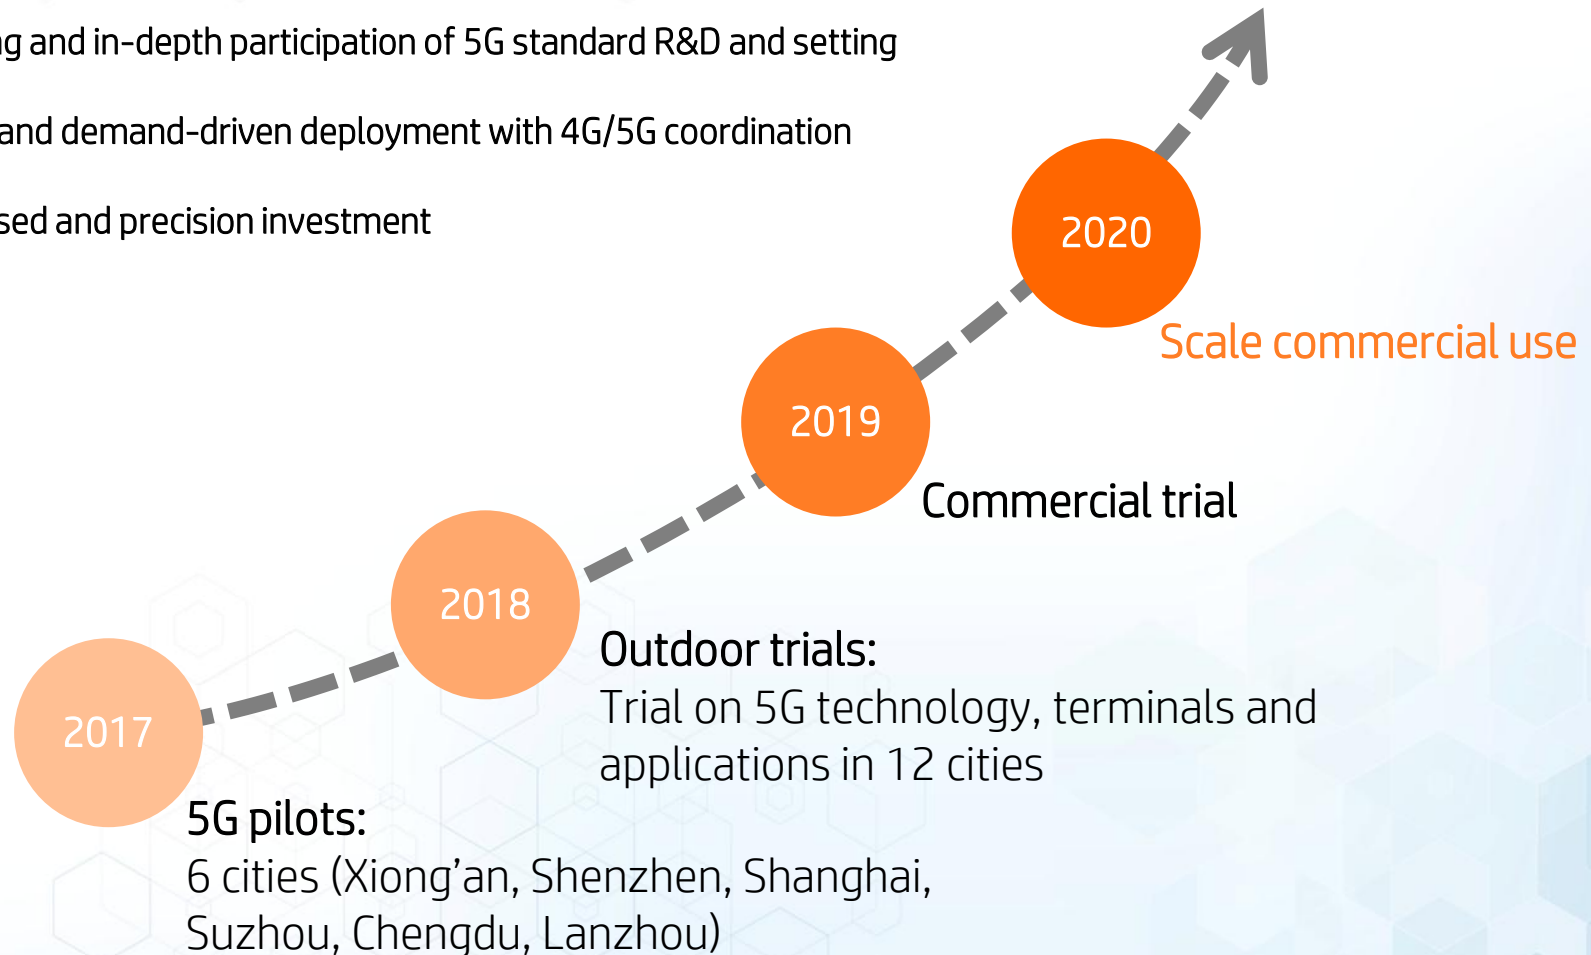 and in-depth participation of 5G standard R&D and setting
and demand-driven deployment with 4G/5G coordination
and precision investment
2020
Scale commercial use
2019
Commercial trial
2018
Outdoor trials:
Trial on 5G technology, terminals and
applications in 12 cities
2017
5G pilots:
6 cities (Xiong’an, Shenzhen, Shanghai,
Suzhou, Chengdu, Lanzhou)